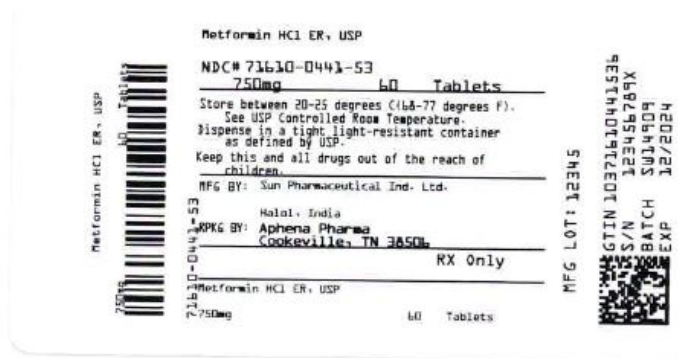 Metformin HCl ER, USP
NDC# 71610-0441-53
750mg 60 Tablets
Store between 20-25 degrees C(68-77 degrees F).
See USP Controlled Room Temperature.
Dispense in a tight light-resistant container
as defined by USP.
Keep this and all drugs out of the reach of
children.
MFG BY: Sun Pharmaceutical Ind. Ltd.
Halol, India
RPKG BY: Aphena Pharma
Cookeville, TN 38506
RX Only
Metformin HCl ER, USP
750mg 60 Tablets
Metformin HCl ER, USP
60 Tablets
750mg
71610-0441-53
MFG LOT: 12345
GTIN 10371610441536
S/N 123456789X
BATCH SW14909
EXP 12/2024